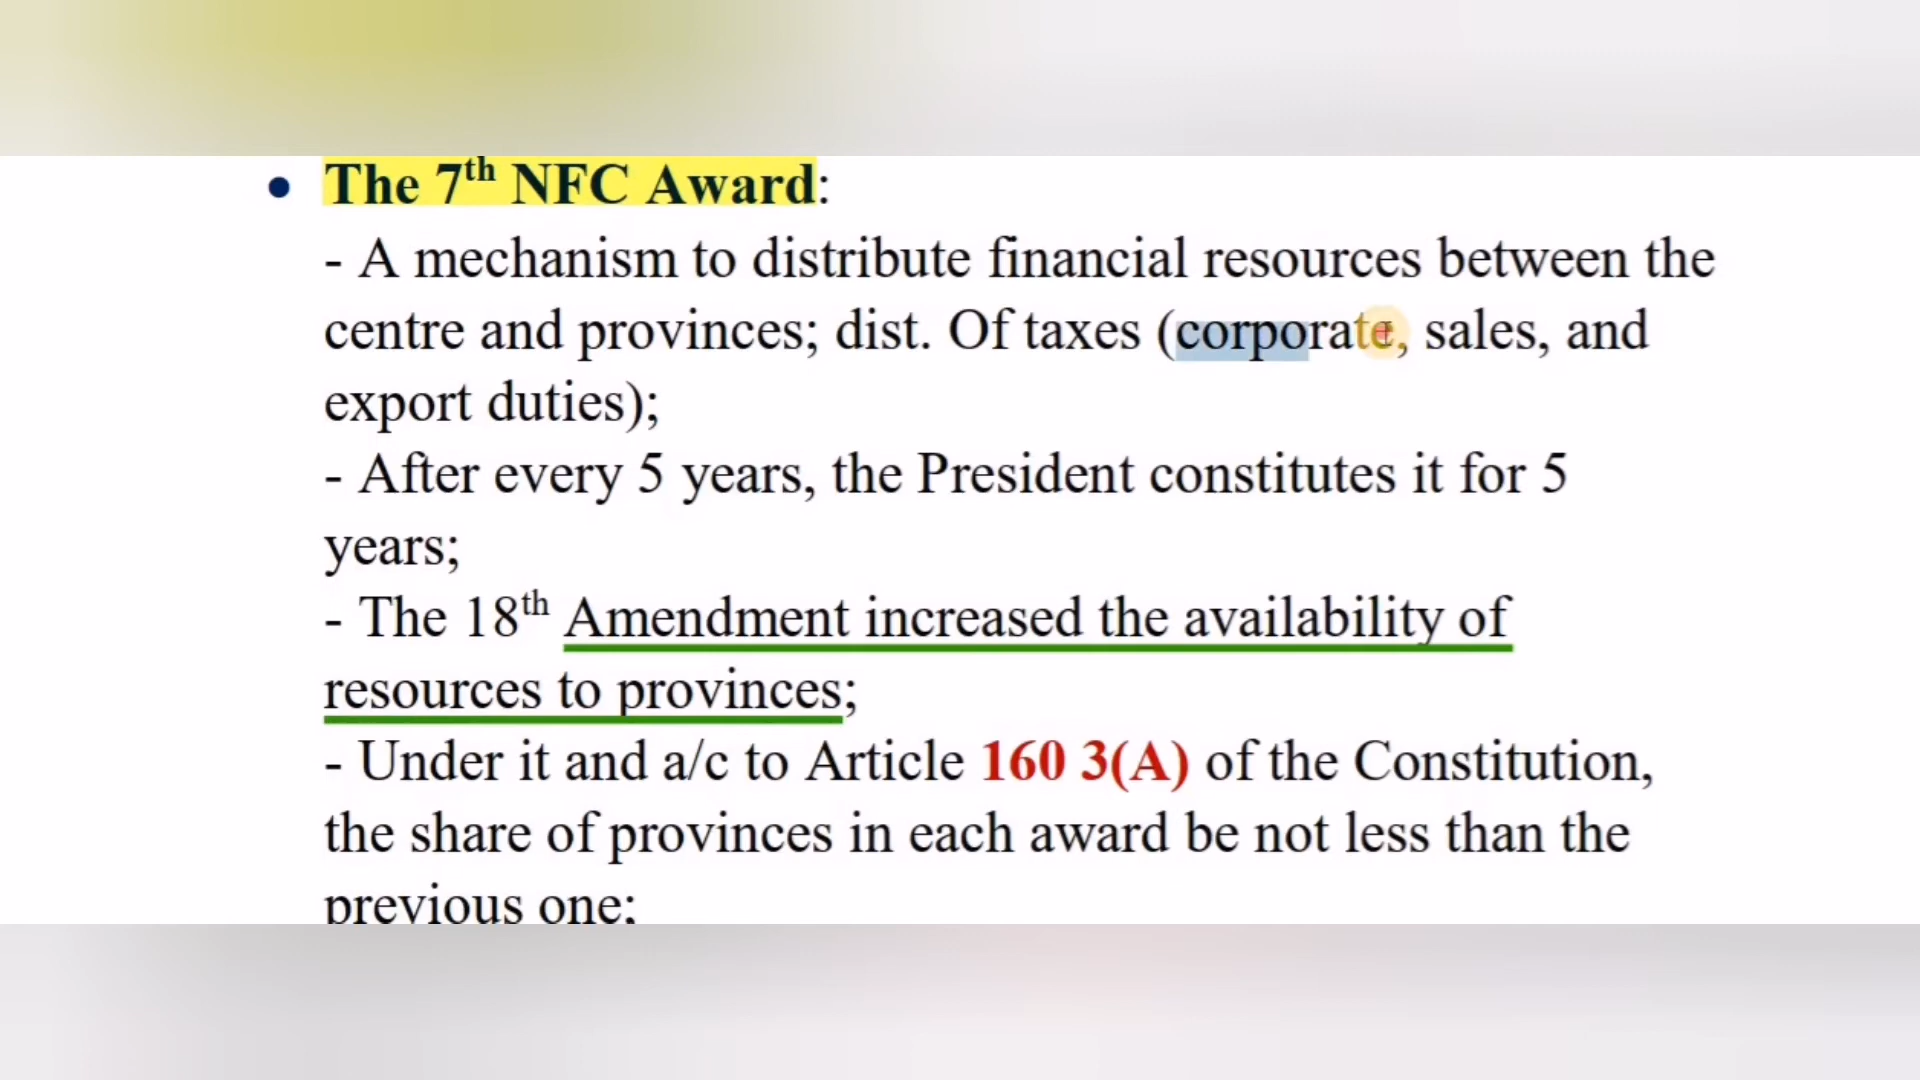 • The 7th NFC Award:
- A mechanism to distribute financial resources between the
centre and provinces; dist. Of taxes (corporate, sales, and
export duties);
- After every 5 years, the President constitutes it for 5
years;
- The 18th Amendment increased the availability of
resources to provinces;
- Under it and a/c to Article 160 3(A) of the Constitution,
the share of provinces in each award be not less than the
previous one;